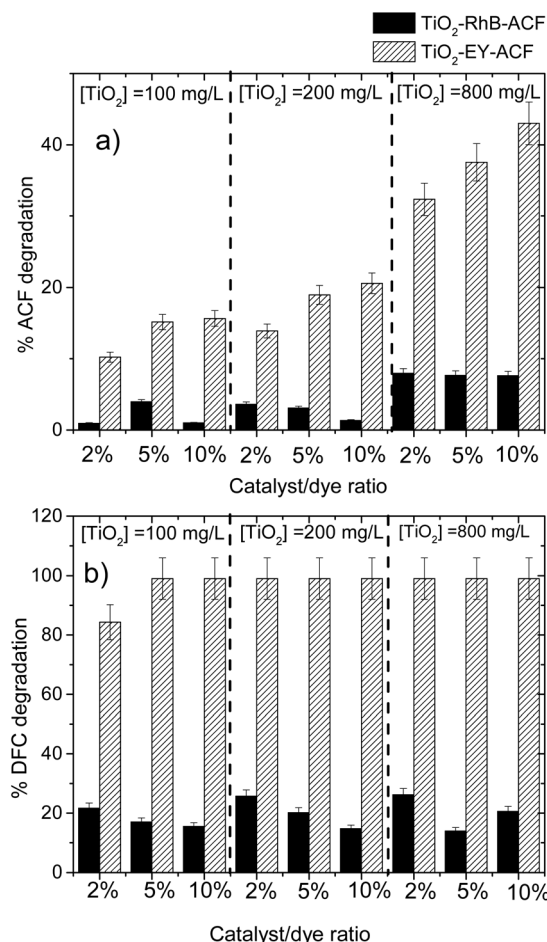 TiO₂-RhB-ACF
TiO₂-EY-ACF
[TiO₂] =100 mg/L [TiO₂] =200 mg/L [TiO₂] =800 mg/L
a)
% ACF degradation
40
20
0
2% 5% 10% 2% 5% 10% 2% 5% 10%
Catalyst/dye ratio
[TiO₂] =100 mg/L [TiO₂] =200 mg/L [TiO₂] =800 mg/L
b)
% DFC degradation
120
100
80
60
40
20
0
2% 5% 10% 2% 5% 10% 2% 5% 10%
Catalyst/dye ratio